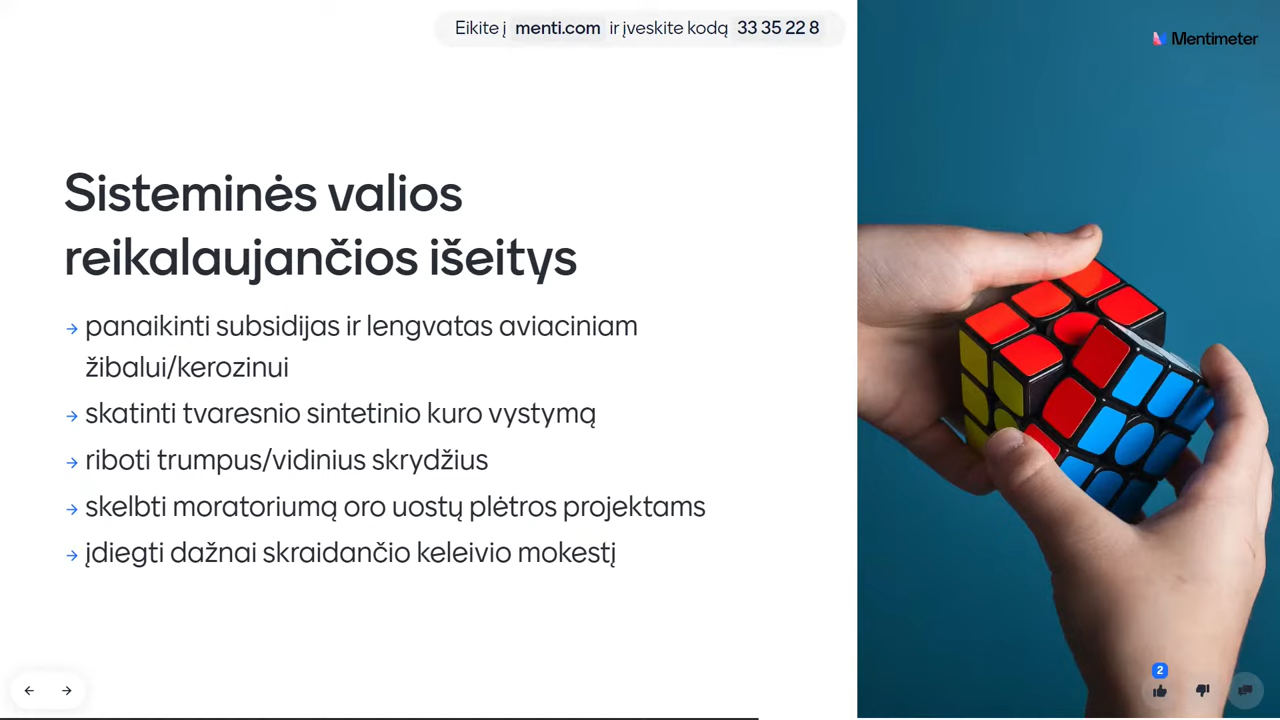 Eikite į menti.com ir įveskite kodą 33 35 22 8
Mentimeter
Sisteminės valios
reikalaujančios išeitys
→ panaikinti subsidijas ir lengvatas aviaciniam
žibalui/kerozinui
→ skatinti tvaresnio sintetinio kuro vystymą
→ riboti trumpus/vidinius skrydžius
→ skelbti moratoriumą oro uostų plėtros projektams
→ įdiegti dažnai skraidančio keleivio mokestį
2